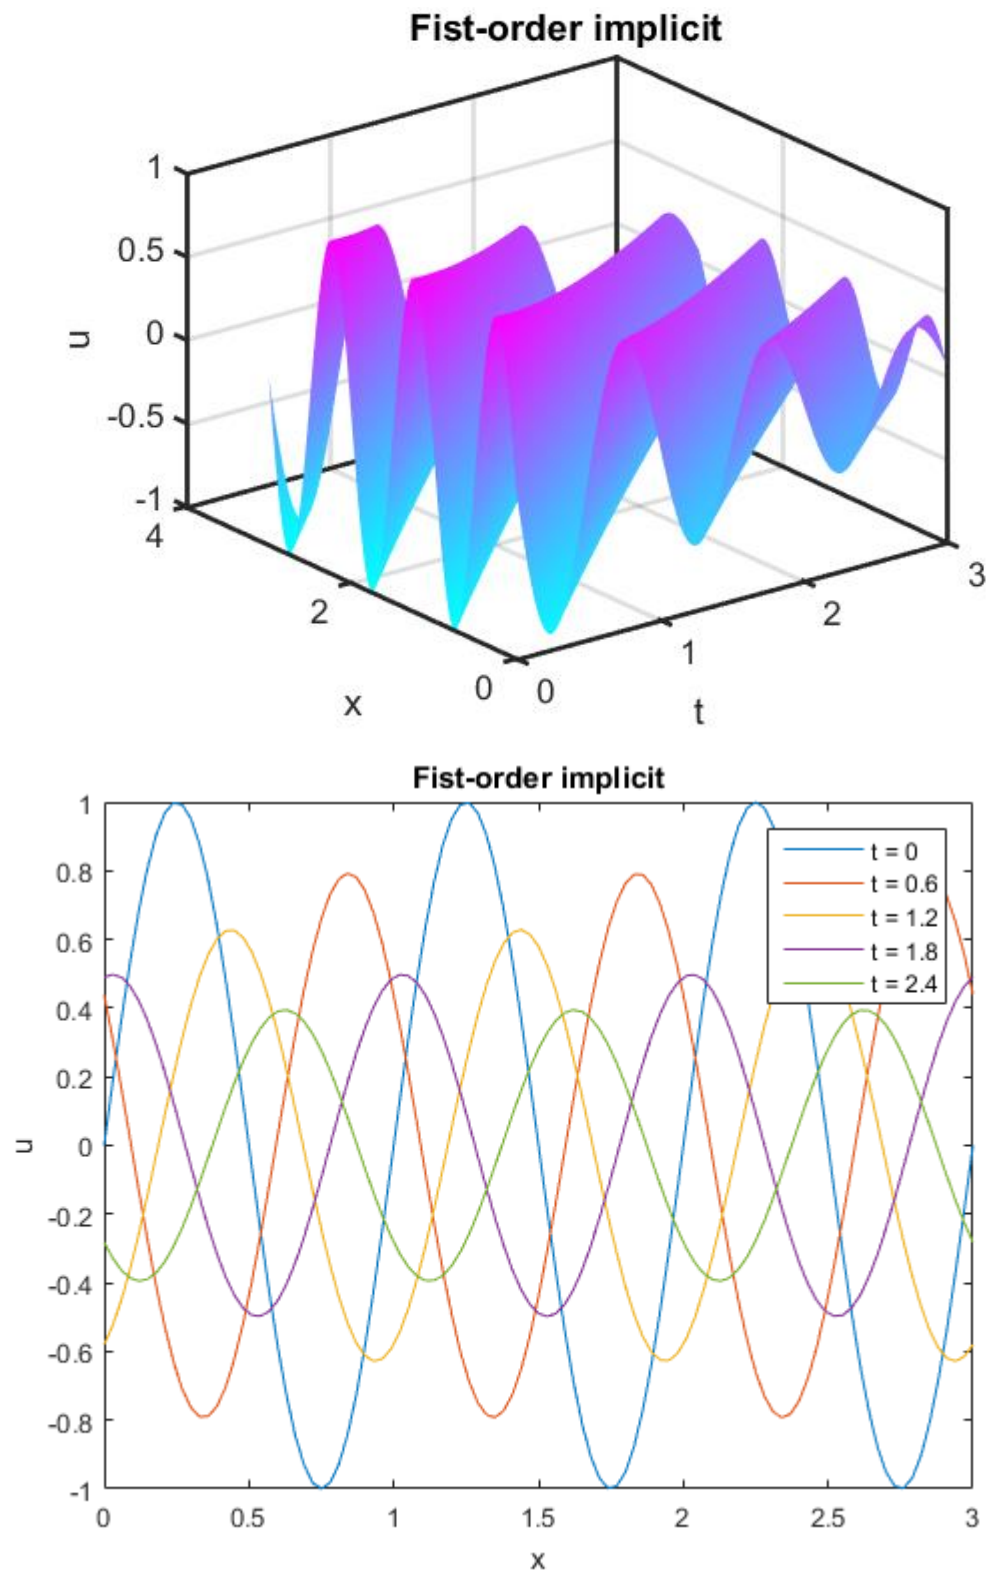 Fist-order implicit
1
0.5
0
-0.5
-1
u
4
2
0
x
0
1
2
3
t
Fist-order implicit
1
0.8
0.6
0.4
0.2
0
-0.2
-0.4
-0.6
-0.8
-1
u
t = 0
t = 0.6
t = 1.2
t = 1.8
t = 2.4
0 0.5 1 1.5 2 2.5 3
x